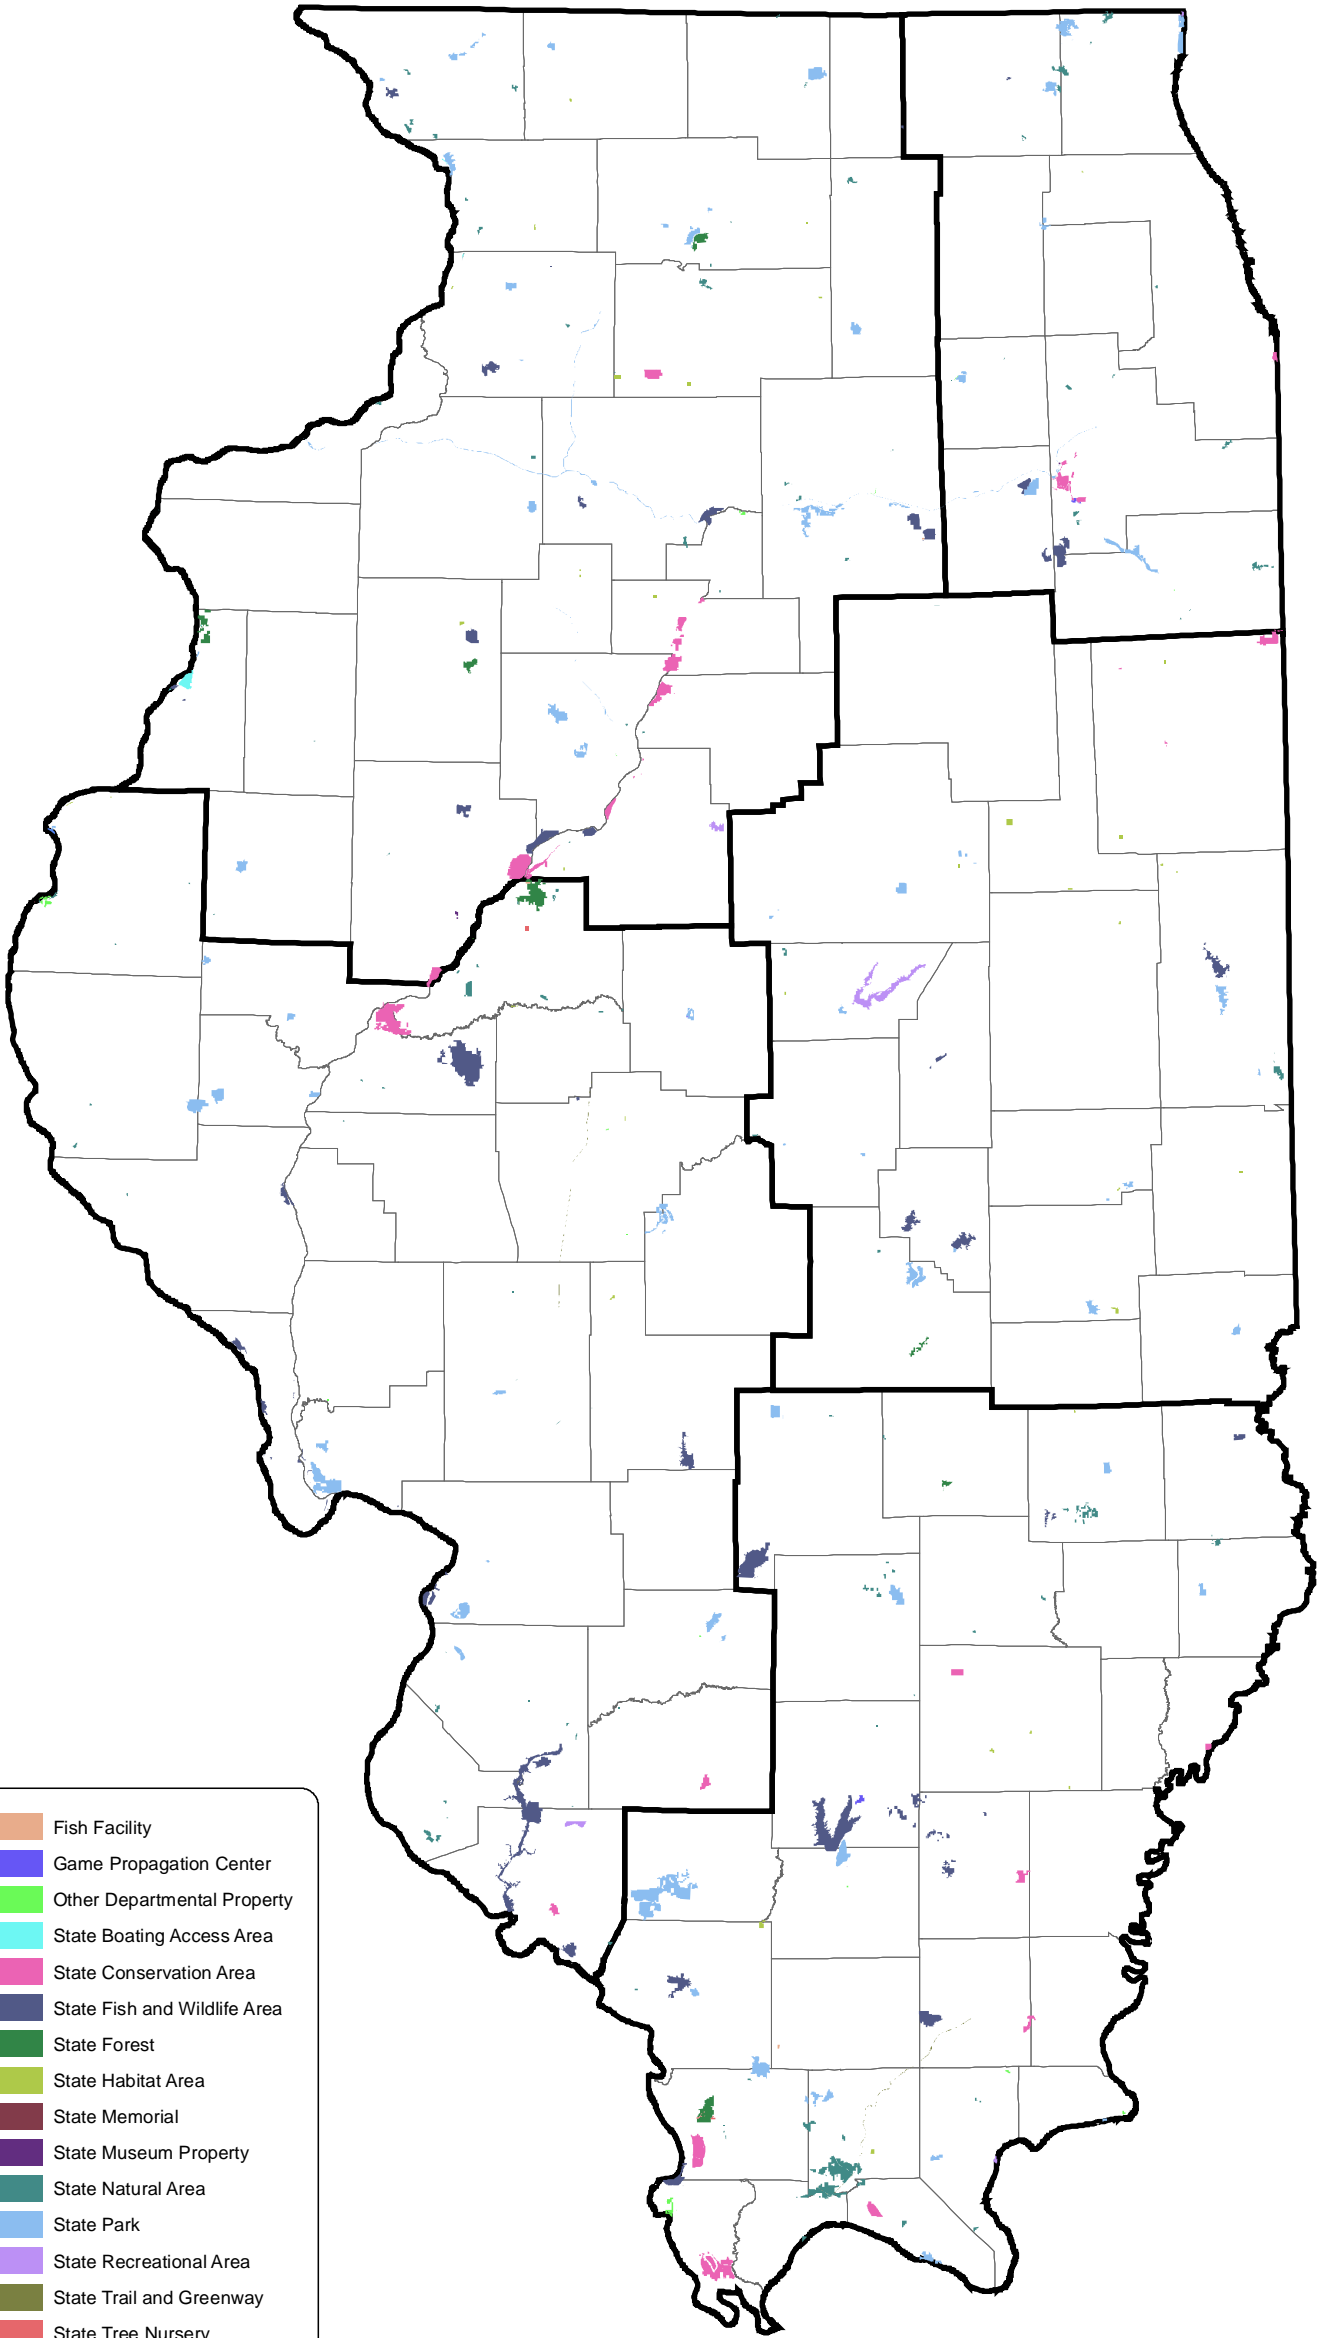 Fish Facility
Game Propagation Center
Other Departmental Property
State Boating Access Area
State Conservation Area
State Fish and Wildlife Area
State Forest
State Habitat Area
State Memorial
State Museum Property
State Natural Area
State Park
State Recreational Area
State Trail and Greenway
State Tree Nursery